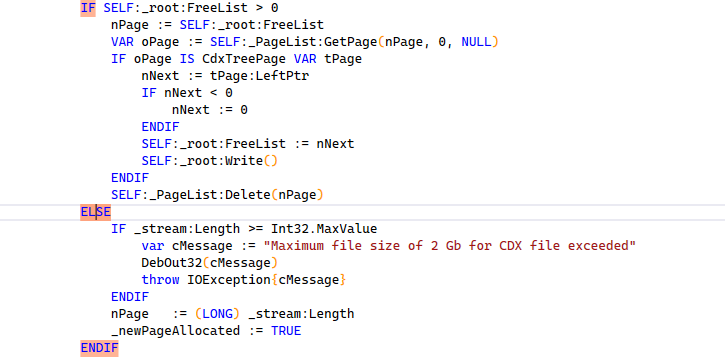 IF SELF:_root:FreeList > 0
nPage := SELF:_root:FreeList
VAR oPage := SELF:_PageList:GetPage(nPage, 0, NULL)
IF oPage IS CdxTreePage VAR tPage
nNext := tPage:LeftPtr
IF nNext < 0
nNext := 0
ENDIF
SELF:_root:FreeList := nNext
SELF:_root:Write()
ENDIF
SELF:_PageList:Delete(nPage)
ELSE
IF _stream:Length >= Int32.MaxValue
var cMessage := "Maximum file size of 2 Gb for CDX file exceeded"
DebOut32(cMessage)
throw IOException{cMessage}
ENDIF
nPage   := (LONG) _stream:Length
_newPageAllocated := TRUE
ENDIF